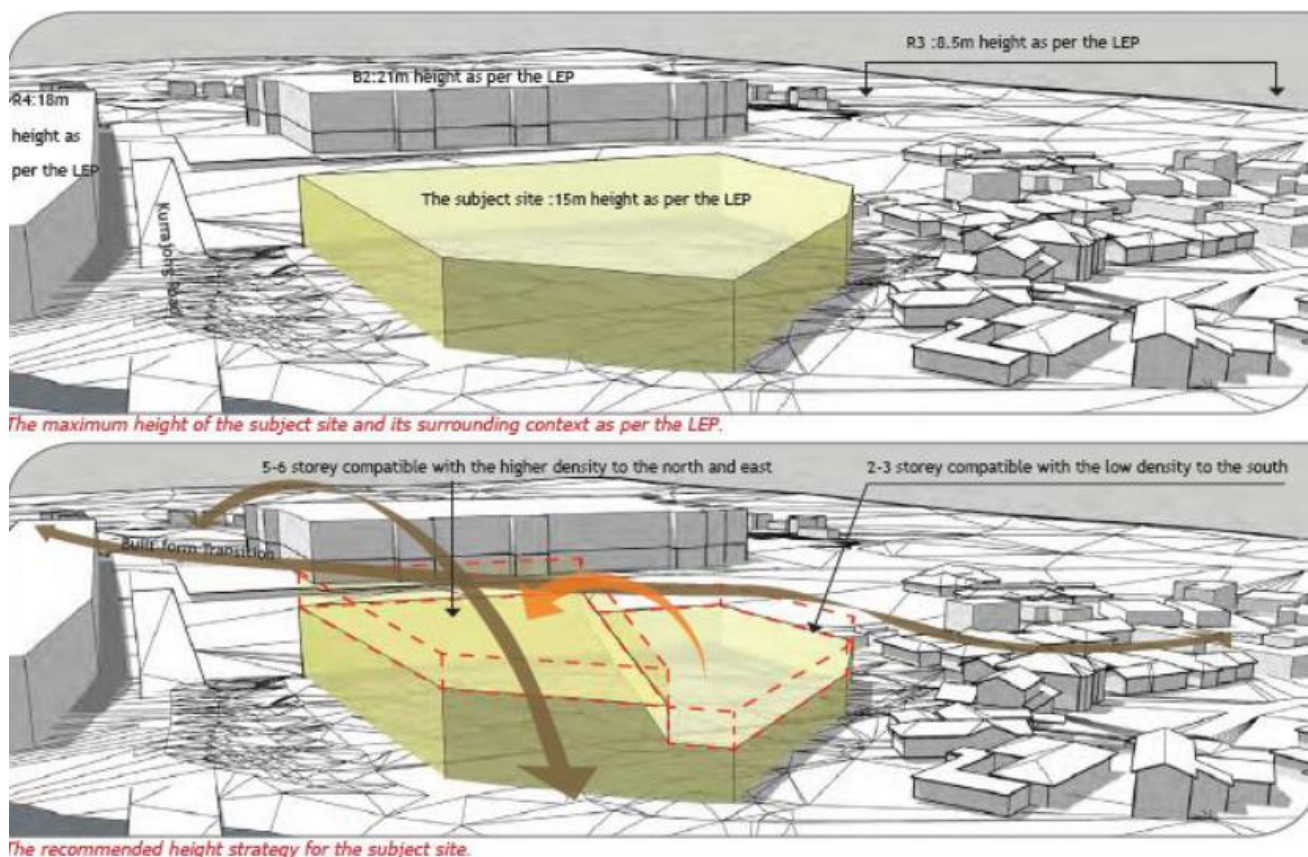 R3 :8.5m height as per the LEP
B2:21m height as per the LEP
R4:18m
height as
per the LEP
The subject site :15m height as per the LEP
The maximum height of the subject site and its surrounding context as per the LEP.
5-6 storey compatible with the higher density to the north and east
2-3 storey compatible with the low density to the south
Built form Transition
The recommended height strategy for the subject site.